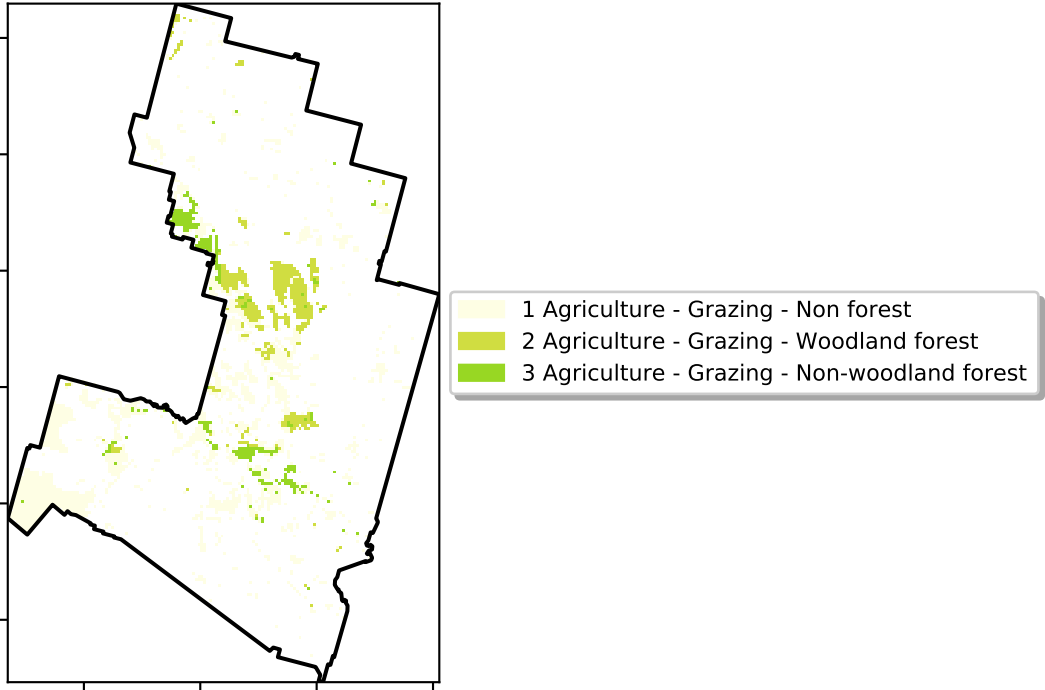 1 Agriculture - Grazing - Non forest
2 Agriculture - Grazing - Woodland forest
3 Agriculture - Grazing - Non-woodland forest